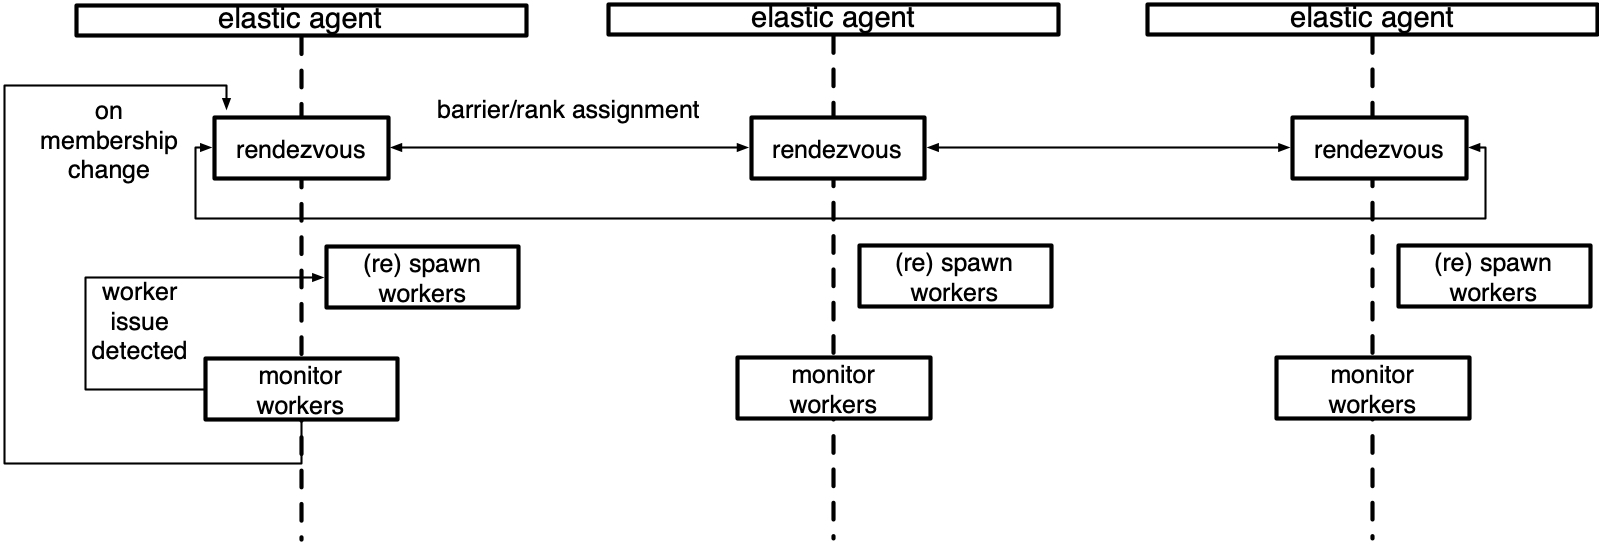 elastic agent
elastic agent
elastic agent
on
membership
change
barrier/rank assignment
rendezvous
rendezvous
rendezvous
(re) spawn
workers
(re) spawn
workers
(re) spawn
workers
worker
issue
detected
monitor
workers
monitor
workers
monitor
workers